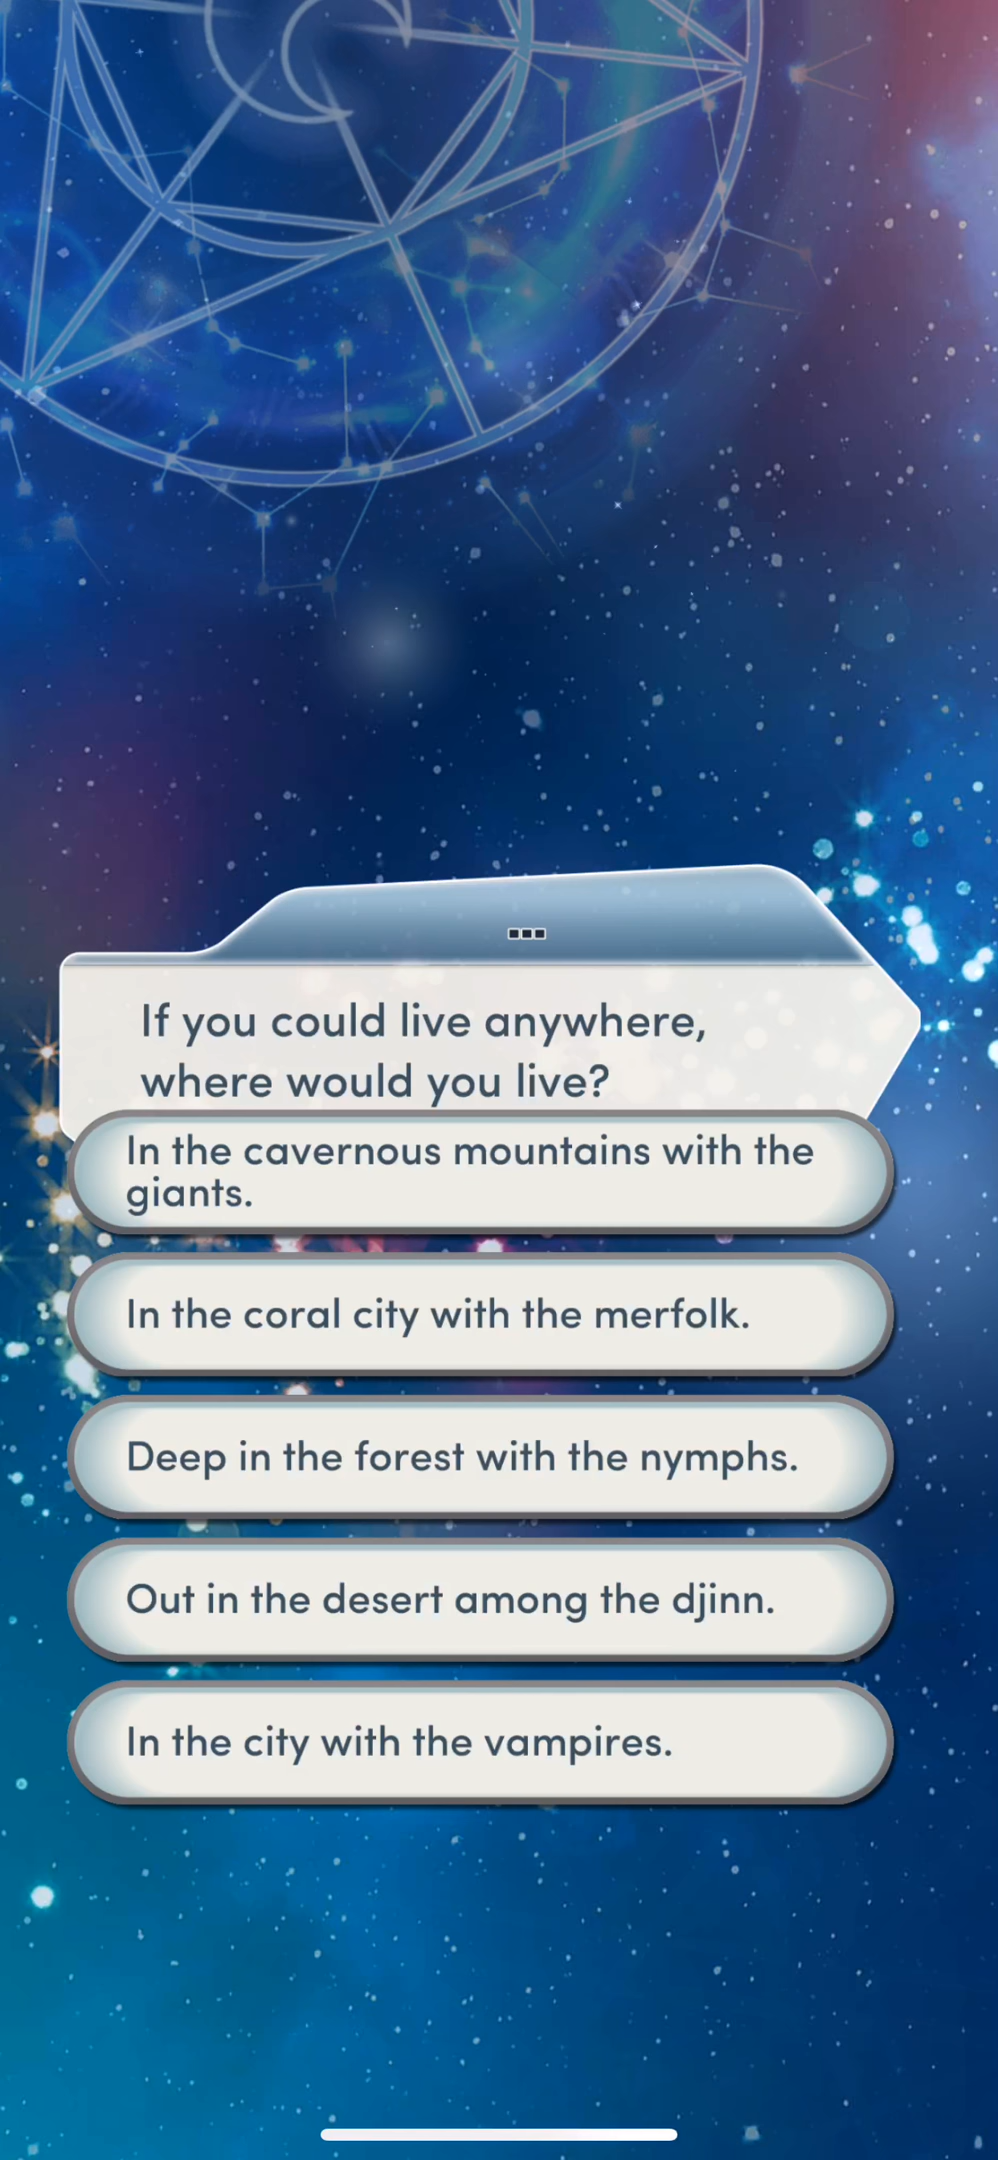 If you could live anywhere,
where would you live?
In the cavernous mountains with the
giants.
In the coral city with the merfolk.
Deep in the forest with the nymphs.
Out in the desert among the djinn.
In the city with the vampires.